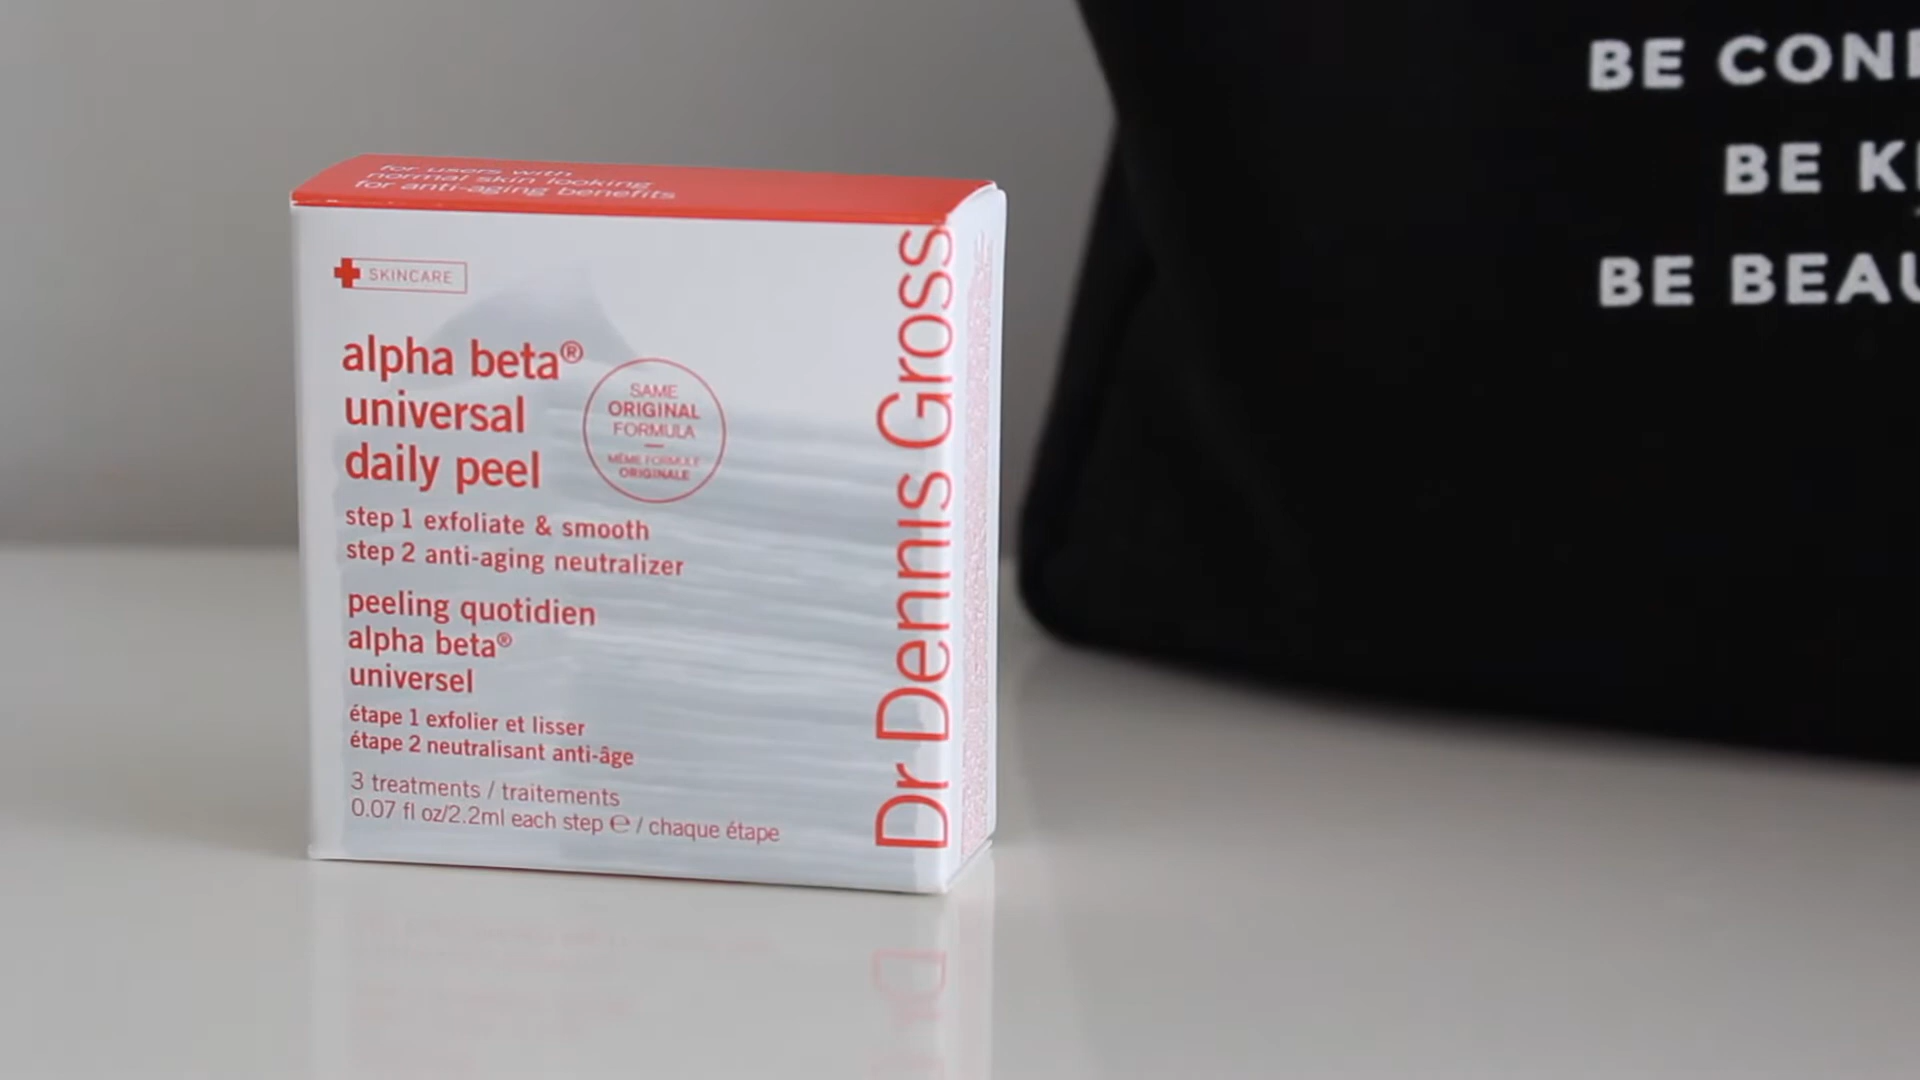 for users with
normal skin looking
for anti-aging benefits
SKINCARE
alpha beta®
universal
daily peel
SAME
ORIGINAL
FORMULA
MÊME FORMULE
ORIGINALE
step 1 exfoliate & smooth
step 2 anti-aging neutralizer
peeling quotidien
alpha beta®
universel
étape 1 exfolier et lisser
étape 2 neutralisant anti-âge
3 treatments / traitements
0.07 fl oz/2.2ml each step ℮ / chaque étape
Dr Dennis Gross
BE CON
BE K
BE BEAU